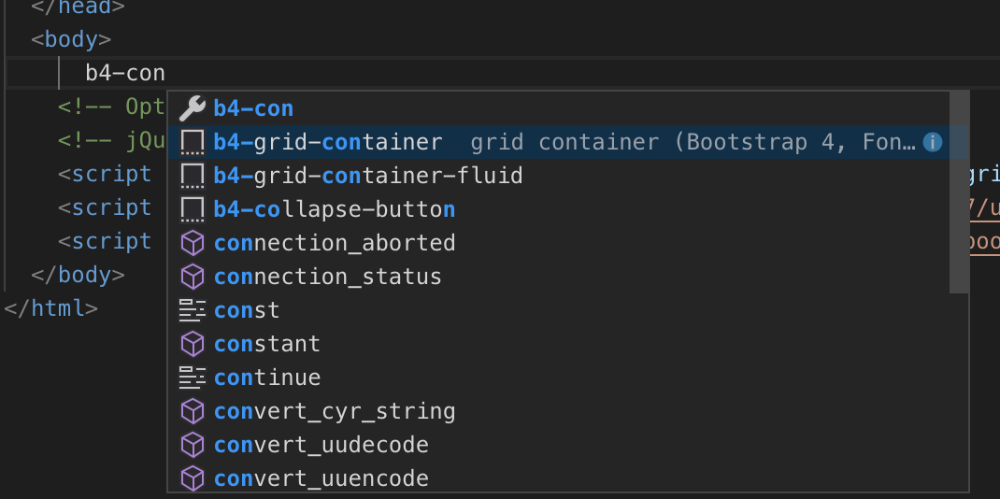 </head>
<body>
b4-con
<!-- Opt
b4-con
<!-- jQu
b4-grid-container grid container (Bootstrap 4, Fon…
<script
b4-grid-container-fluid
gri
<script
b4-collapse-button
7/u
<script
connection_aborted
boo
</body>
connection_status
</html>
const
constant
continue
convert_cyr_string
convert_uudecode
convert_uuencode